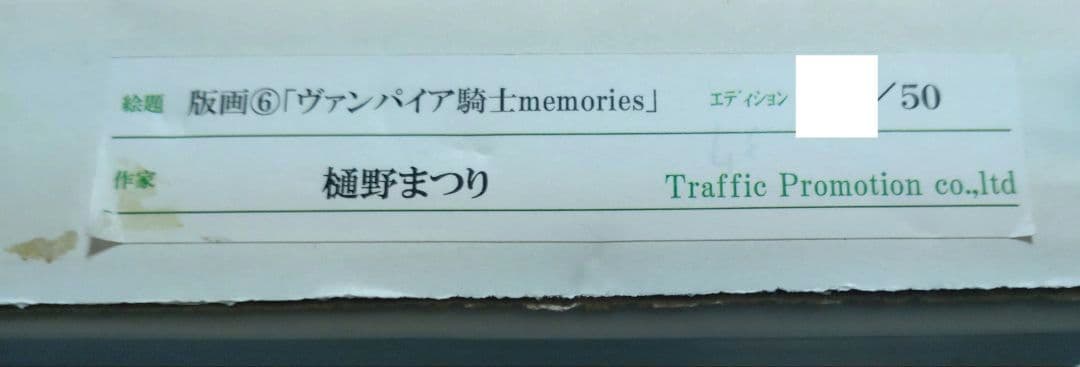 絵題 版画⑥「ヴァンパイア騎士memories」 エディション /50
作家 樋野まつり Traffic Promotion co.,ltd